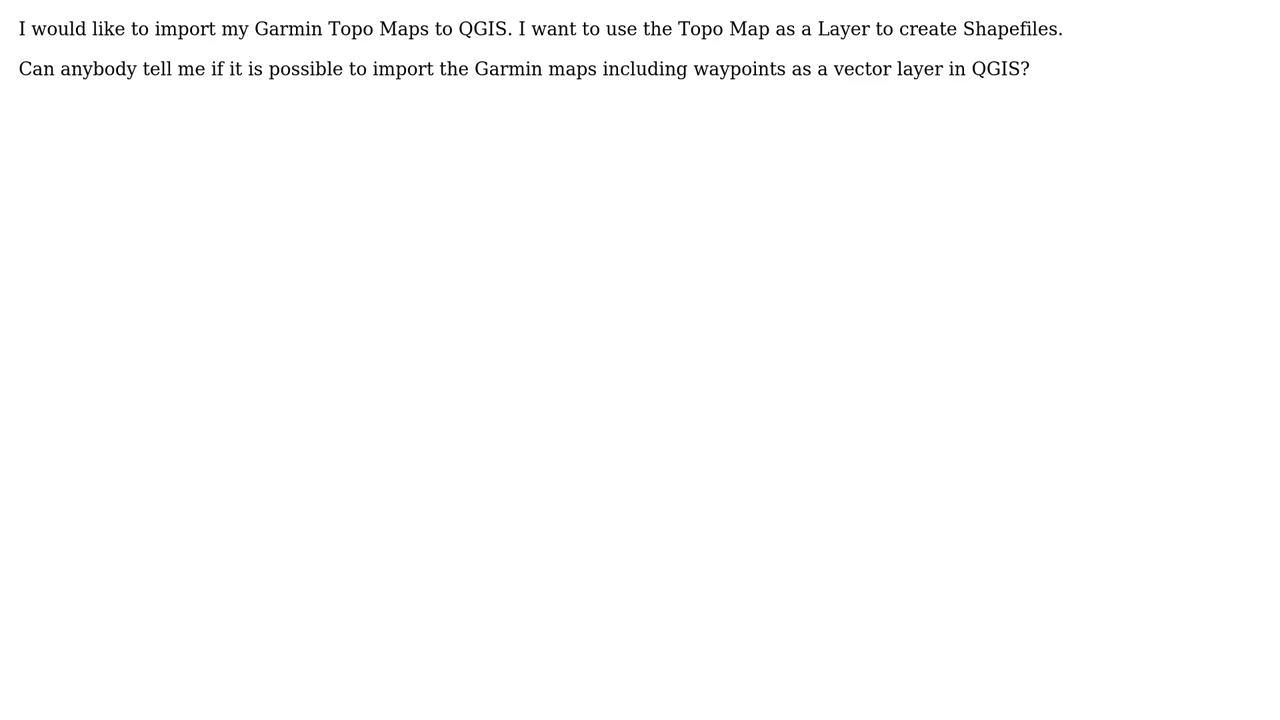 I would like to import my Garmin Topo Maps to QGIS. I want to use the Topo Map as a Layer to create Shapefiles.
Can anybody tell me if it is possible to import the Garmin maps including waypoints as a vector layer in QGIS?